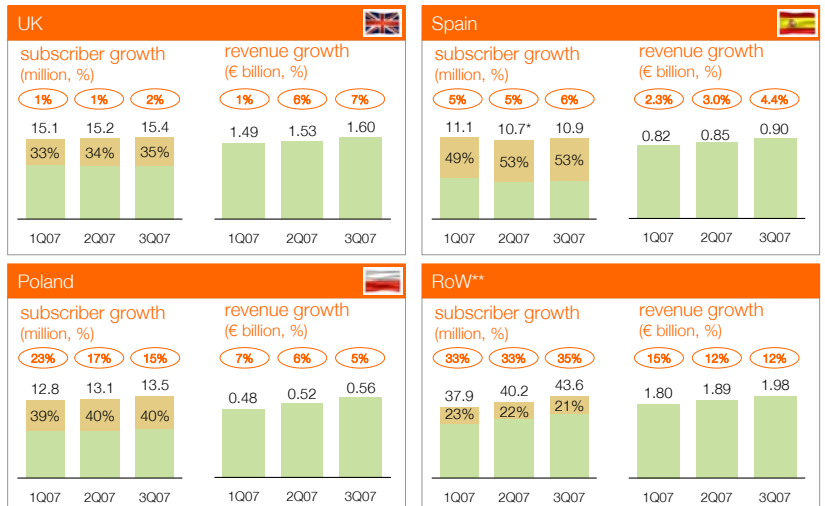 UK
subscriber growth
(million, %)
1% 1% 2%
15.1 15.2 15.4
33% 34% 35%
1Q07 2Q07 3Q07
revenue growth
(€ billion, %)
1% 6% 7%
1.49 1.53 1.60
1Q07 2Q07 3Q07
Spain
subscriber growth
(million, %)
5% 5% 6%
11.1 10.7* 10.9
49% 53% 53%
1Q07 2Q07 3Q07
revenue growth
(€ billion, %)
2.3% 3.0% 4.4%
0.82 0.85 0.90
1Q07 2Q07 3Q07
Poland
subscriber growth
(million, %)
23% 17% 15%
12.8 13.1 13.5
39% 40% 40%
1Q07 2Q07 3Q07
revenue growth
(€ billion, %)
7% 6% 5%
0.48 0.52 0.56
1Q07 2Q07 3Q07
RoW**
subscriber growth
(million, %)
33% 33% 35%
37.9 40.2 43.6
23% 22% 21%
1Q07 2Q07 3Q07
revenue growth
(€ billion, %)
15% 12% 12%
1.80 1.89 1.98
1Q07 2Q07 3Q07